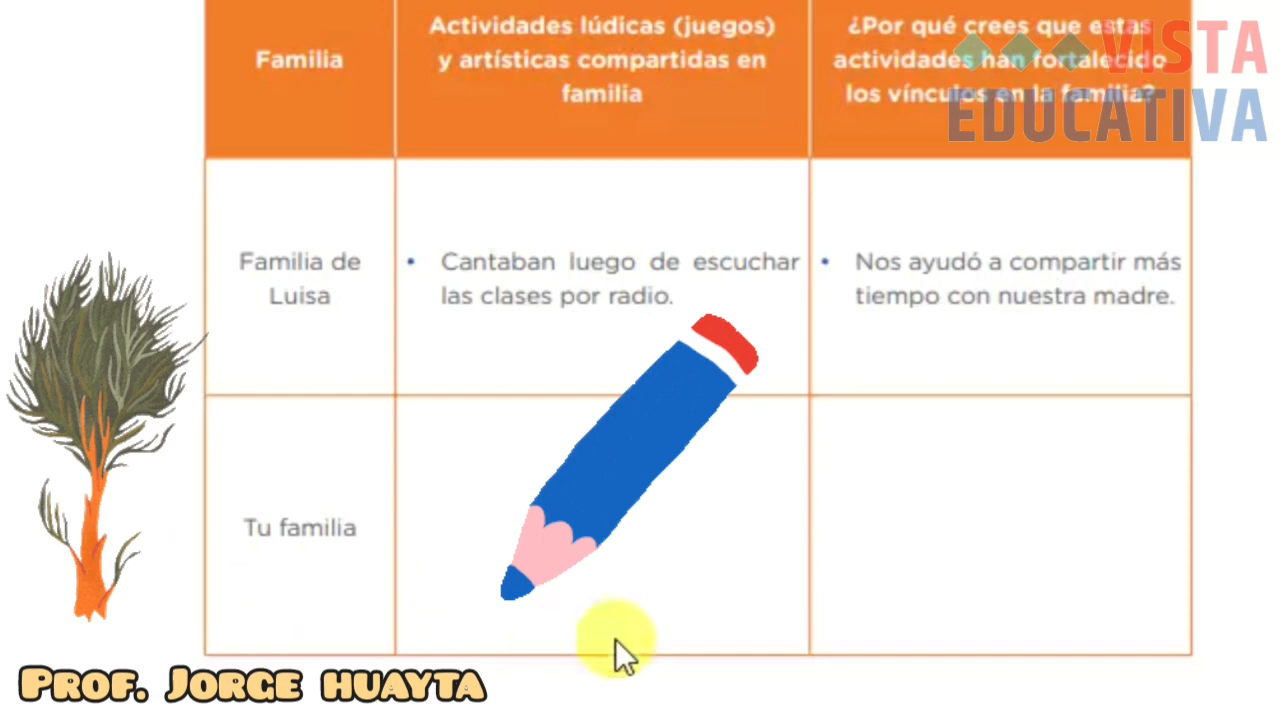 Familia
Actividades lúdicas (juegos)
y artísticas compartidas en
familia
¿Por qué crees que estas
actividades han fortalecido
los vínculos en la familia?
VISTA
EDUCATIVA
Familia de
Luisa
• Cantaban luego de escuchar
las clases por radio.
• Nos ayudó a compartir más
tiempo con nuestra madre.
Tu familia
PROF. JORGE HUAYTA